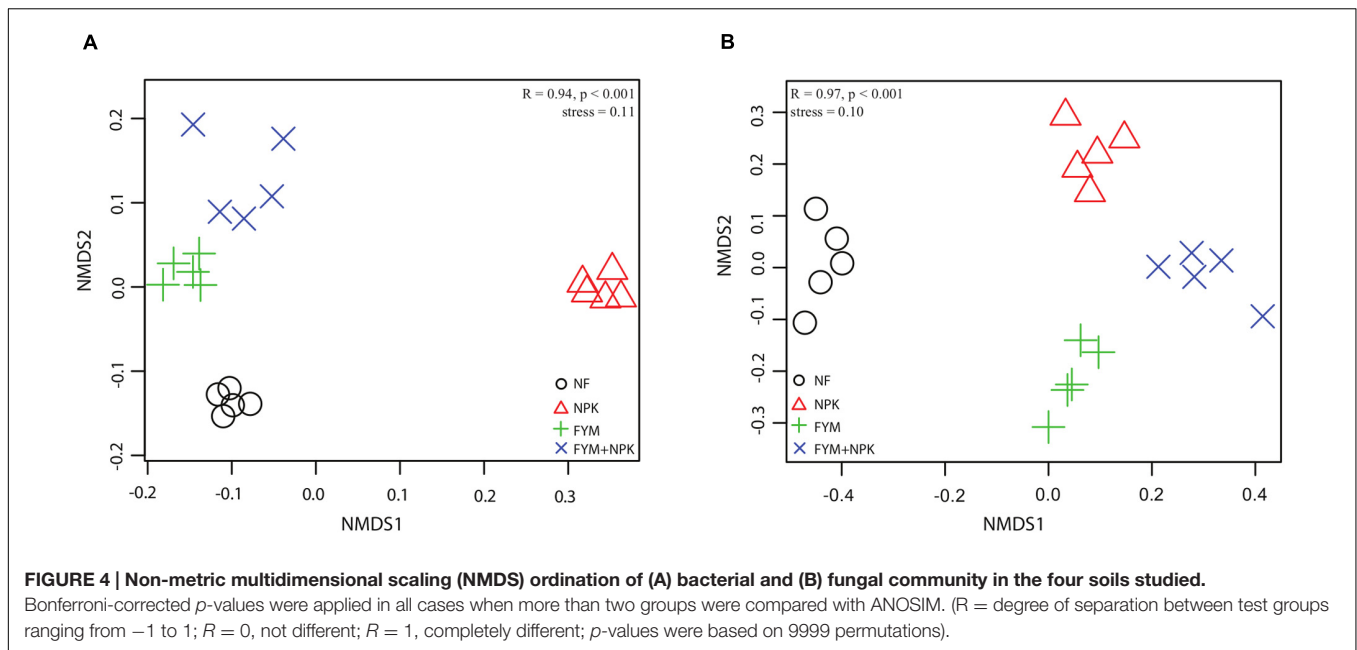 A
R = 0.94, p < 0.001
stress = 0.11
0.2
0.1
0.0
-0.1
-0.2
NMDS2
NF
NPK
FYM
FYM+NPK
-0.2 -0.1 0.0 0.1 0.2 0.3
NMDS1
B
R = 0.97, p < 0.001
stress = 0.10
0.3
0.2
0.1
0.0
-0.1
-0.2
-0.3
NMDS2
NF
NPK
FYM
FYM+NPK
-0.4 -0.2 0.0 0.2 0.4
NMDS1
FIGURE 4 | Non-metric multidimensional scaling (NMDS) ordination of (A) bacterial and (B) fungal community in the four soils studied.
Bonferroni-corrected p-values were applied in all cases when more than two groups were compared with ANOSIM. (R = degree of separation between test groups
ranging from −1 to 1; R = 0, not different; R = 1, completely different; p-values were based on 9999 permutations).